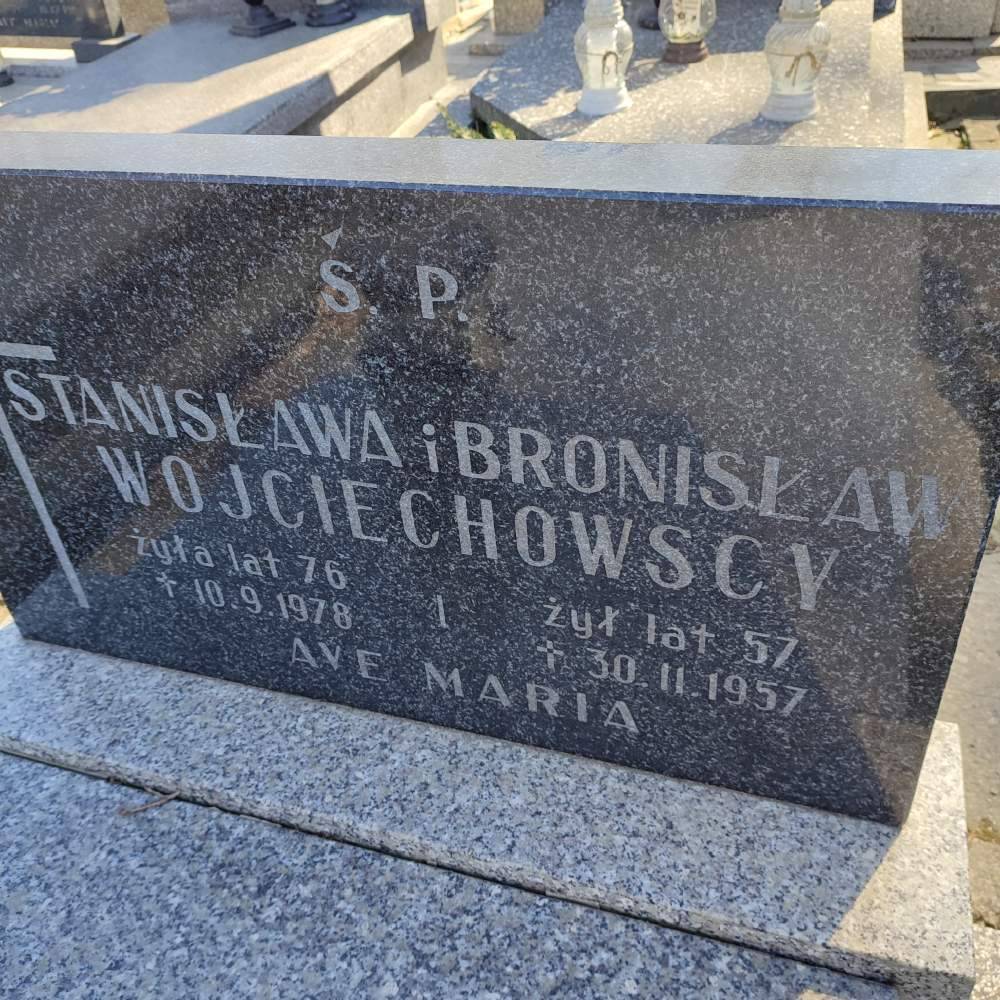 Ś. P.
STANISŁAWA i BRONISŁAW
WOJCIECHOWSCY
żyła lat 76
† 10.9.1978
żył lat 57
† 30.11.1957
AVE MARIA